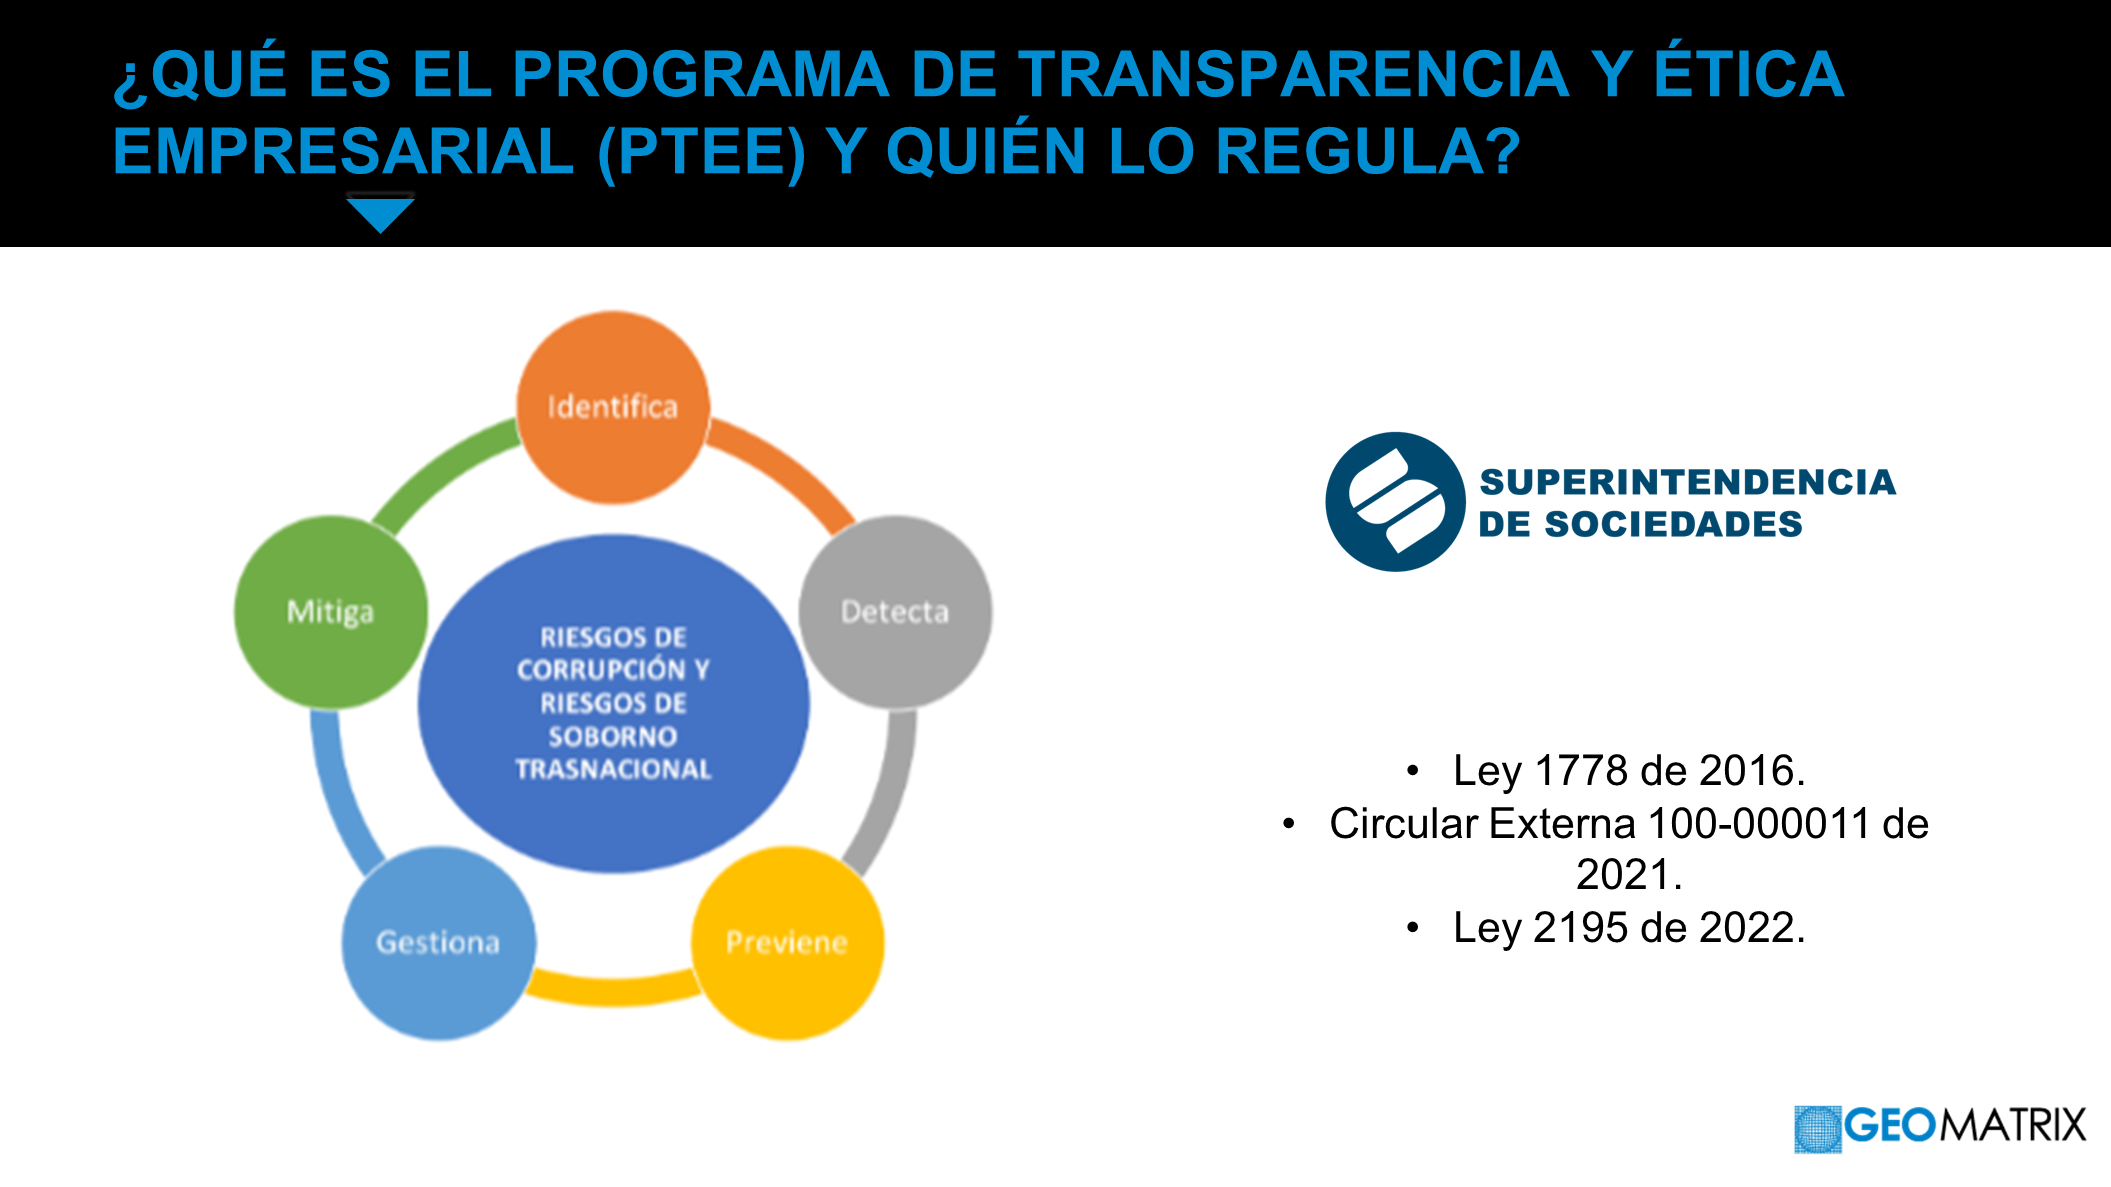 ¿QUÉ ES EL PROGRAMA DE TRANSPARENCIA Y ÉTICA
EMPRESARIAL (PTEE) Y QUIÉN LO REGULA?
Identifica
Detecta
Previene
Gestiona
Mitiga
RIESGOS DE
CORRUPCIÓN Y
RIESGOS DE
SOBORNO
TRASNACIONAL
SUPERINTENDENCIA
DE SOCIEDADES
• Ley 1778 de 2016.
• Circular Externa 100-000011 de
2021.
• Ley 2195 de 2022.
GEOMATRIX